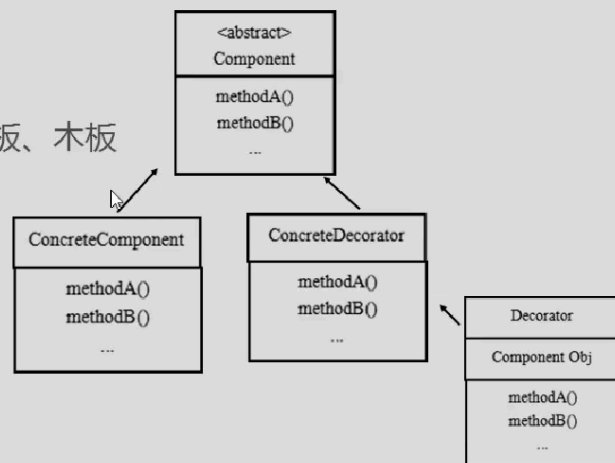 <abstract>
Component
methodA()
methodB()
...
板、木板
ConcreteComponent
methodA()
methodB()
...
ConcreteDecorator
methodA()
methodB()
...
Decorator
Component Obj
methodA()
methodB()
...